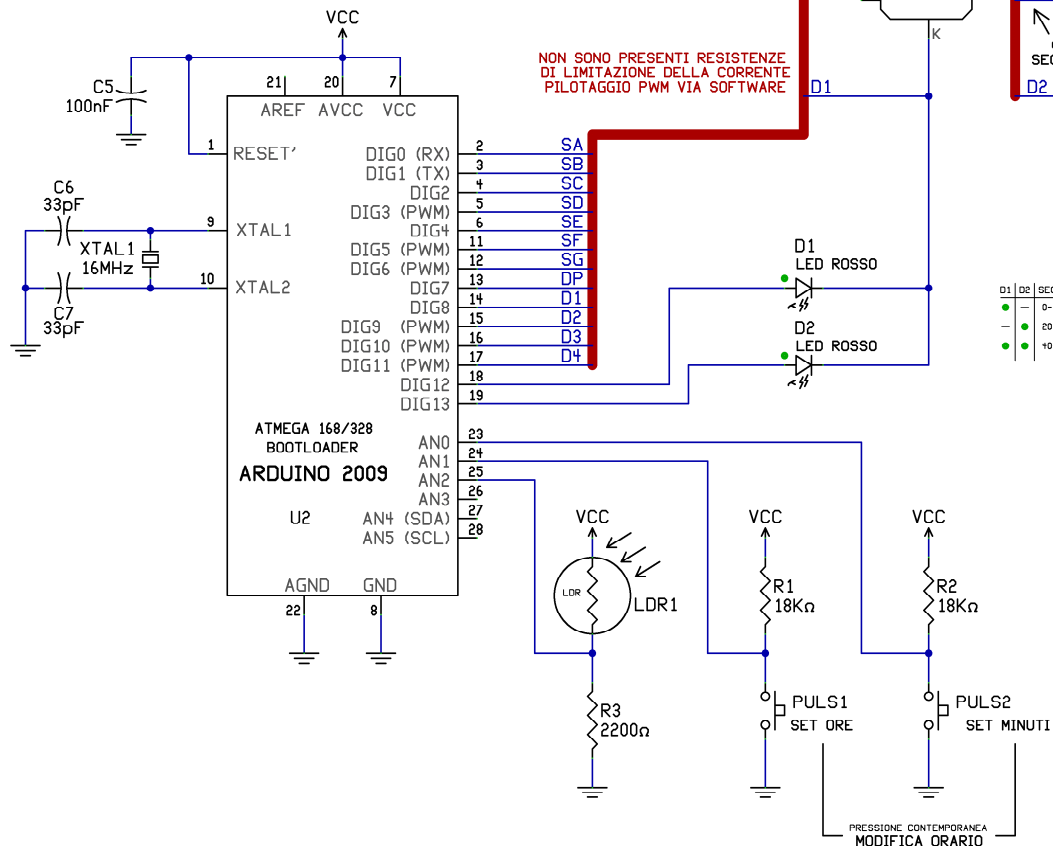 VCC
K
SEC
NON SONO PRESENTI RESISTENZE
DI LIMITAZIONE DELLA CORRENTE
PILOTAGGIO PWM VIA SOFTWARE
D1
D2
C5
100nF
21
20
7
AREF
AVCC
VCC
1
RESET'
DIG0 (RX)
2
SA
DIG1 (TX)
3
SB
DIG2
4
SC
DIG3 (PWM)
5
SD
DIG4
6
SE
DIG5 (PWM)
11
SF
DIG6 (PWM)
12
SG
DIG7
13
DP
DIG8
14
D1
DIG9 (PWM)
15
D2
DIG10 (PWM)
16
D3
DIG11 (PWM)
17
D4
DIG12
18
DIG13
19
C6
33pF
9
XTAL1
XTAL1
16MHz
10
XTAL2
C7
33pF
D1
LED ROSSO
D2
LED ROSSO
D1 D2 SEC
- 0-
- 20
40
ATMEGA 168/328
BOOTLOADER
ARDUINO 2009
U2
AN0
23
AN1
24
AN2
25
AN3
26
AN4 (SDA)
27
AN5 (SCL)
28
AGND
GND
22
8
VCC
LDR
LDR1
R3
2200Ω
VCC
R1
18KΩ
PULS1
SET ORE
VCC
R2
18KΩ
PULS2
SET MINUTI
PRESSIONE CONTEMPORANEA
MODIFICA ORARIO